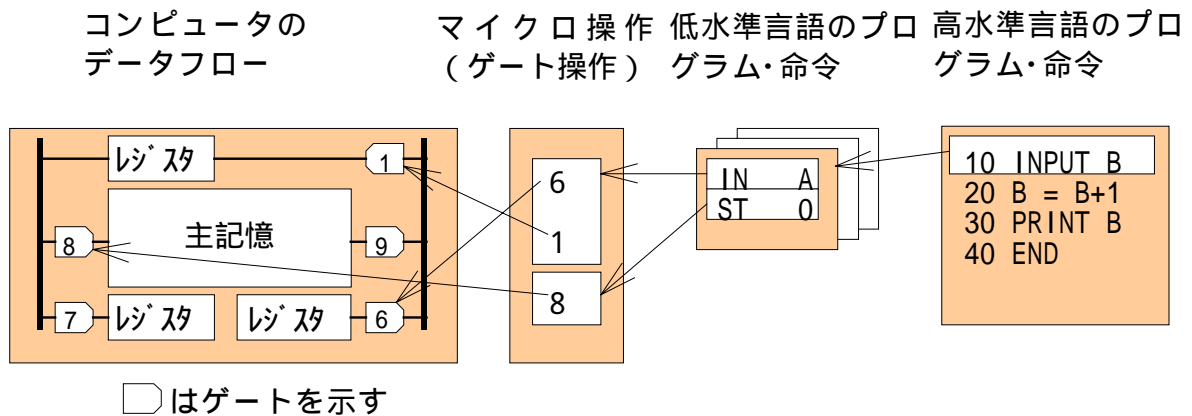 コンピュータの
データフロー
マイクロ操作
(ゲート操作)
低水準言語のプロ
グラム・命令
高水準言語のプロ
グラム・命令
レジスタ
1
主記憶
8
9
7
レジスタ
レジスタ
6
6
1
8
IN A
ST 0
10 INPUT B
20 B = B+1
30 PRINT B
40 END
はゲートを示す